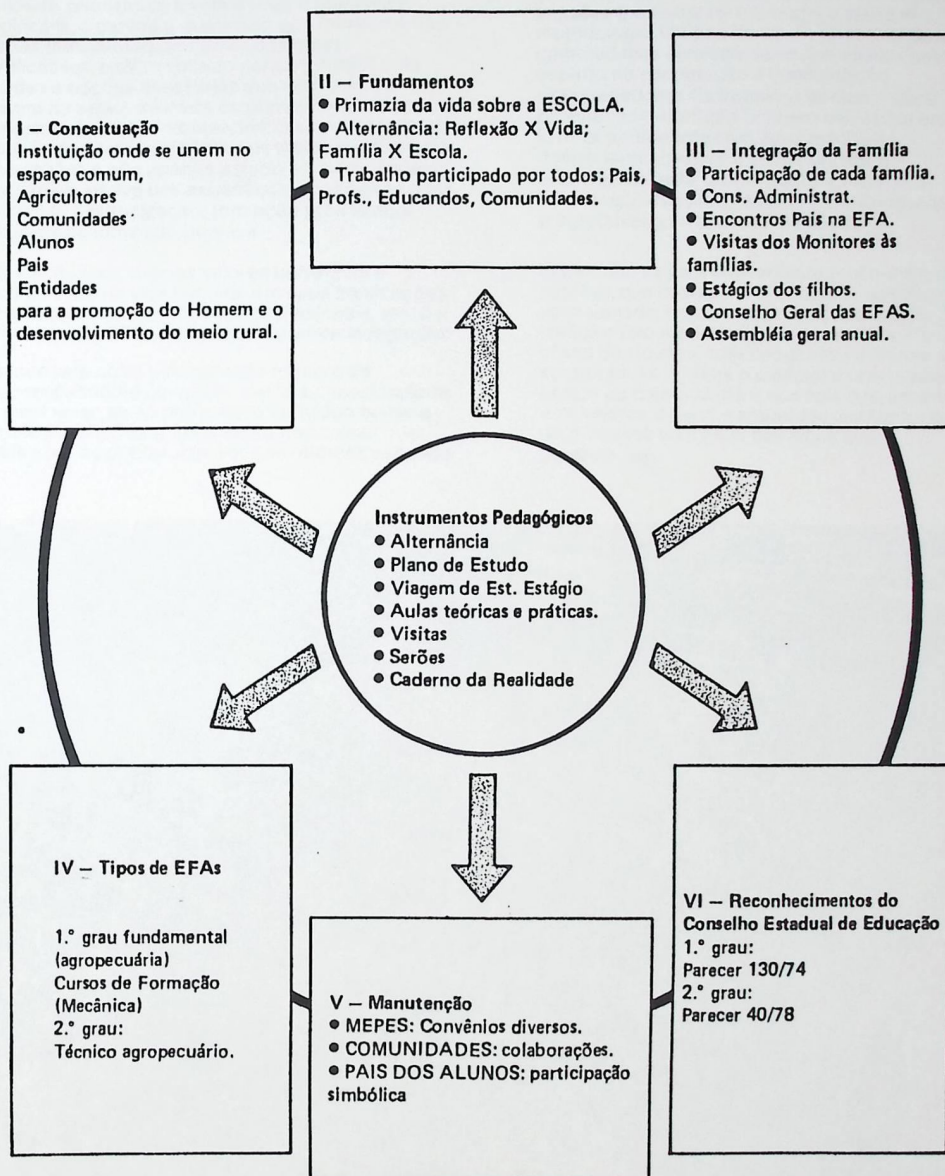 I – Conceituação
Instituição onde se unem no
espaço comum,
Agricultores
Comunidades
Alunos
Pais
Entidades
para a promoção do Homem e o
desenvolvimento do meio rural.
II – Fundamentos
● Primazia da vida sobre a ESCOLA.
● Alternância: Reflexão X Vida;
Família X Escola.
● Trabalho participado por todos: Pais,
Profs., Educandos, Comunidades.
III – Integração da Família
● Participação de cada família.
● Cons. Administrat.
● Encontros Pais na EFA.
● Visitas dos Monitores às
famílias.
● Estágios dos filhos.
● Conselho Geral das EFAS.
● Assembléia geral anual.
Instrumentos Pedagógicos
● Alternância
● Plano de Estudo
● Viagem de Est. Estágio
● Aulas teóricas e práticas.
● Visitas
● Serões
● Caderno da Realidade
IV – Tipos de EFAs
1.° grau fundamental
(agropecuária)
Cursos de Formação
(Mecânica)
2.° grau:
Técnico agropecuário.
V – Manutenção
● MEPES: Convênios diversos.
● COMUNIDADES: colaborações.
● PAIS DOS ALUNOS: participação
simbólica
VI – Reconhecimentos do
Conselho Estadual de Educação
1.° grau:
Parecer 130/74
2.° grau:
Parecer 40/78